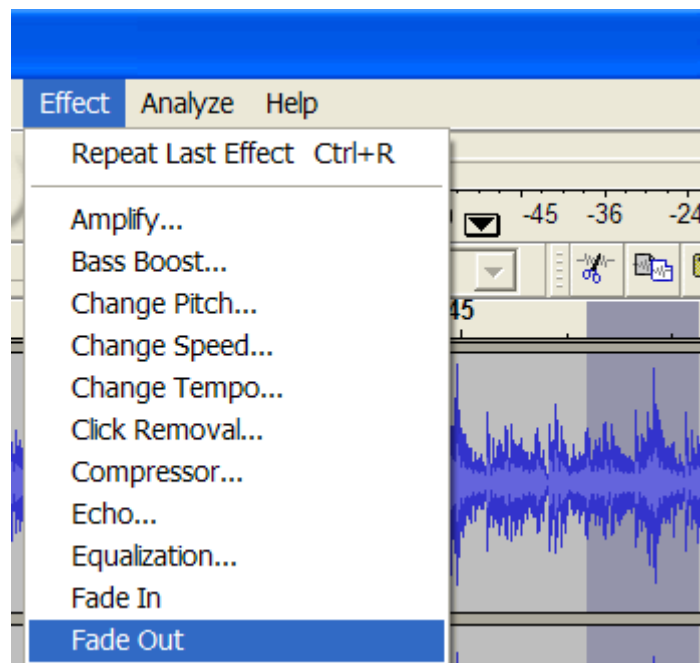 Effect Analyze Help
Repeat Last Effect Ctrl+R
-45 -36 -24
Amplify...
Bass Boost...
Change Pitch...
45
Change Speed...
Change Tempo...
Click Removal...
Compressor...
Echo...
Equalization...
Fade In
Fade Out